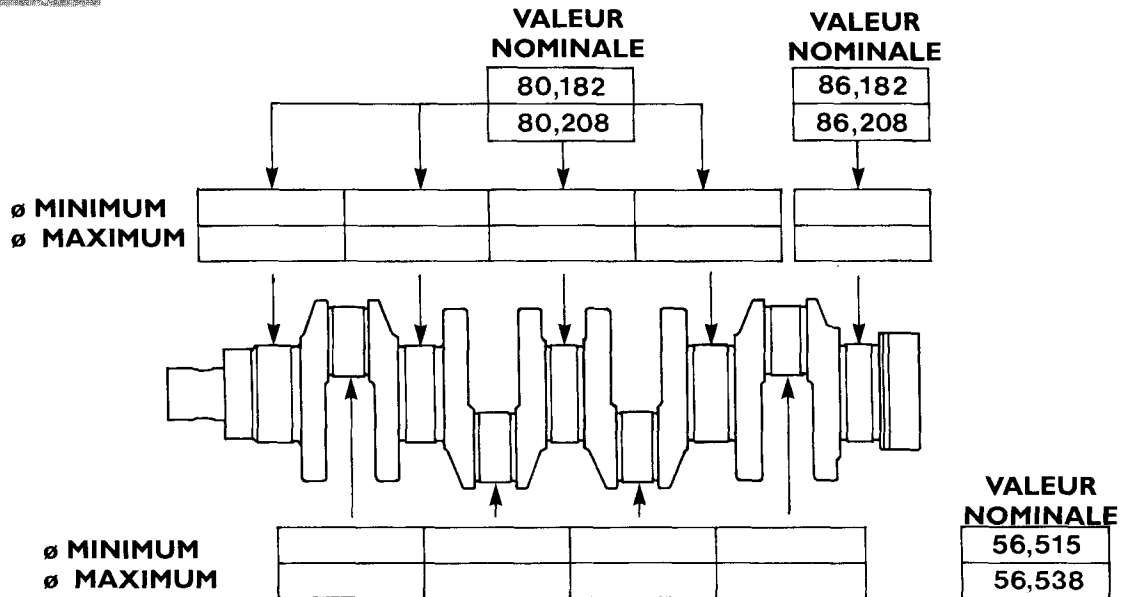 VALEUR
NOMINALE
80,182
80,208
VALEUR
NOMINALE
86,182
86,208
ø MINIMUM
ø MAXIMUM
VALEUR
NOMINALE
ø MINIMUM
ø MAXIMUM
56,515
56,538